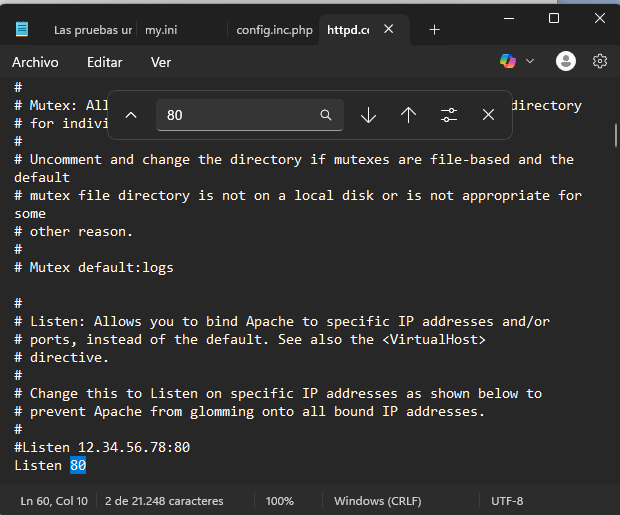 Las pruebas ur
my.ini
config.inc.php
httpd.c
Archivo
Editar
Ver
#
# Mutex: All
directory
# for indivi
80
#
# Uncomment and change the directory if mutexes are file-based and the
default
# mutex file directory is not on a local disk or is not appropriate for
some
# other reason.
#
# Mutex default:logs
#
# Listen: Allows you to bind Apache to specific IP addresses and/or
# ports, instead of the default. See also the <VirtualHost>
# directive.
#
# Change this to Listen on specific IP addresses as shown below to
# prevent Apache from glomming onto all bound IP addresses.
#
#Listen 12.34.56.78:80
Listen 80
Ln 60, Col 10
2 de 21.248 caracteres
100%
Windows (CRLF)
UTF-8